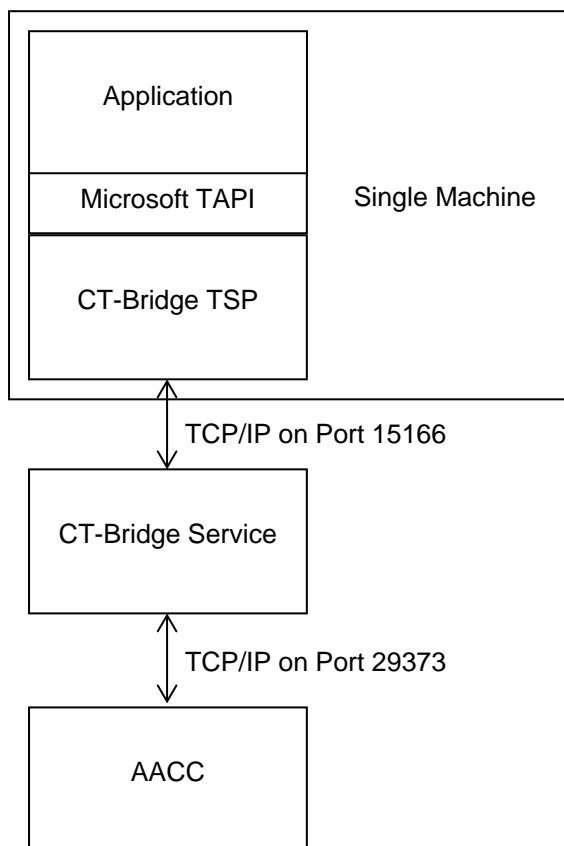 Application
Microsoft TAPI
Single Machine
CT-Bridge TSP
TCP/IP on Port 15166
CT-Bridge Service
TCP/IP on Port 29373
AACC